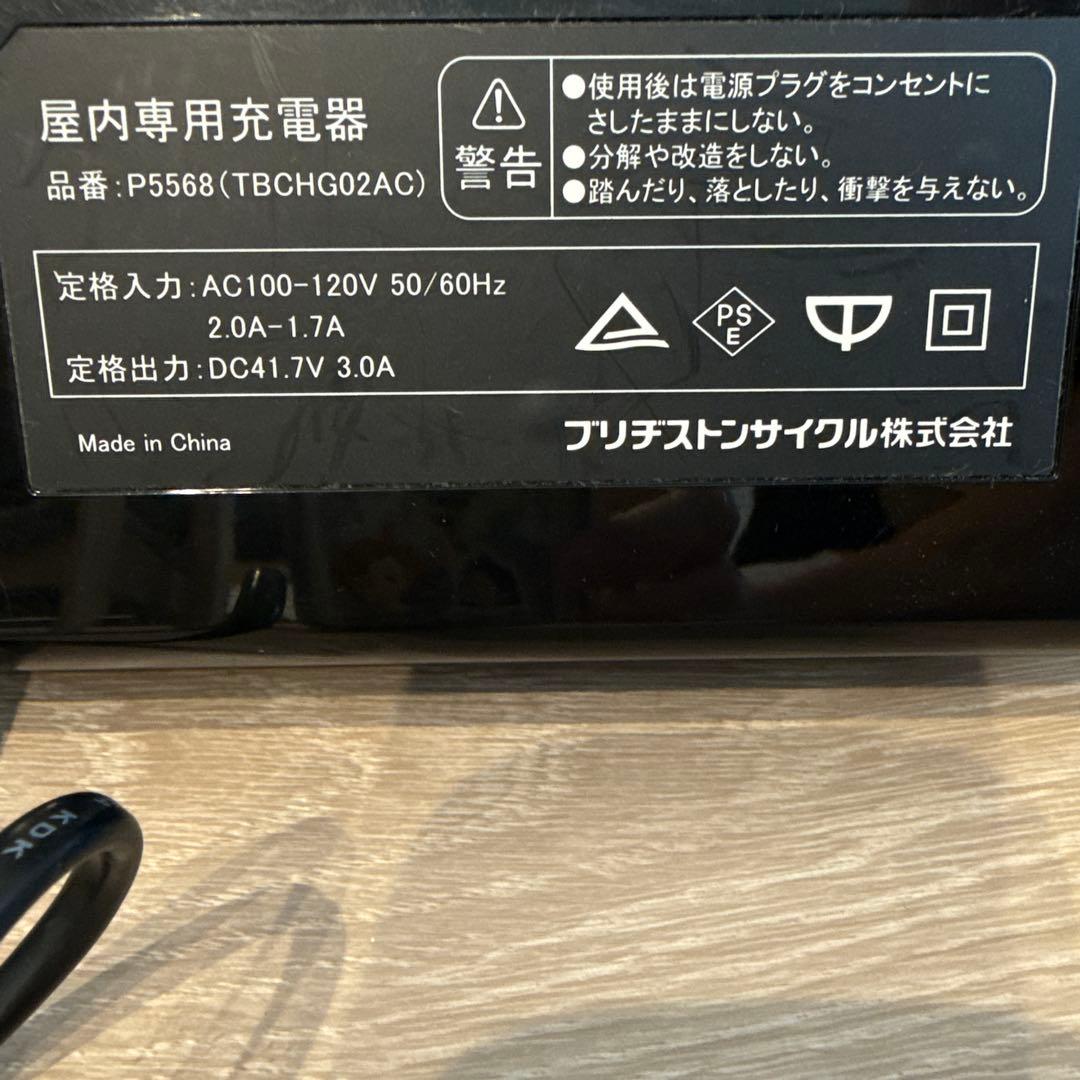 屋内専用充電器
品番:P5568(TBCHG02AC)
警告
●使用後は電源プラグをコンセントに
さしたままにしない。
●分解や改造をしない。
●踏んだり、落としたり、衝撃を与えない。
定格入力:AC100-120V 50/60Hz
2.0A-1.7A
定格出力:DC41.7V 3.0A
PS
E
Made in China
ブリヂストンサイクル株式会社
KDK